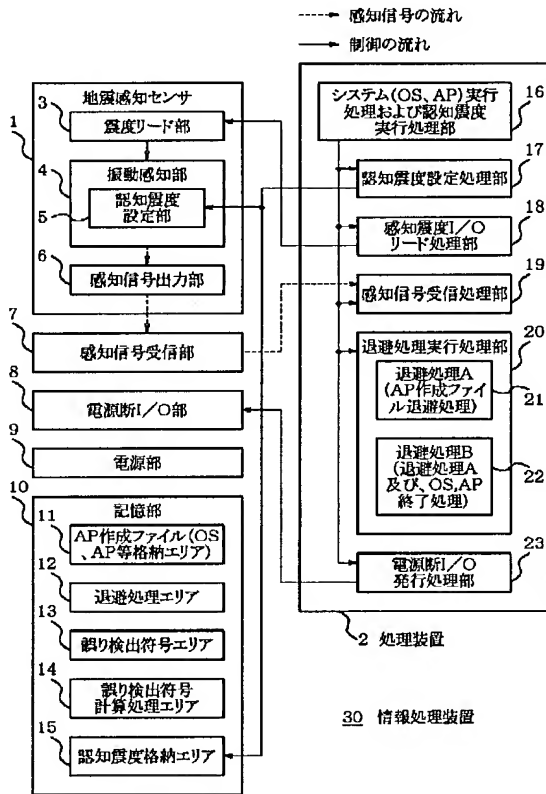 感知信号の流れ
制御の流れ
地震感知センサ
3
震度リード部
1
振動感知部
4
認知震度
設定部
5
6
感知信号出力部
7
感知信号受信部
8
電源断I/O部
9
電源部
10
記憶部
11
AP作成ファイル(OS
、AP等格納エリア)
12
退避処理エリア
13
誤り検出符号エリア
14
誤り検出符号
計算処理エリア
15
認知震度格納エリア
システム(OS、AP)実行
処理および認知震度
実行処理部
16
17
認知震度設定処理部
18
感知震度I/O
リード処理部
19
感知信号受信処理部
20
退避処理実行処理部
退避処理A
(AP作成ファイ
ル退避処理)
21
退避処理B
(退避処理A
及び、OS,AP
終了処理)
22
電源断I/O
発行処理部
23
2 処理装置
30 情報処理装置